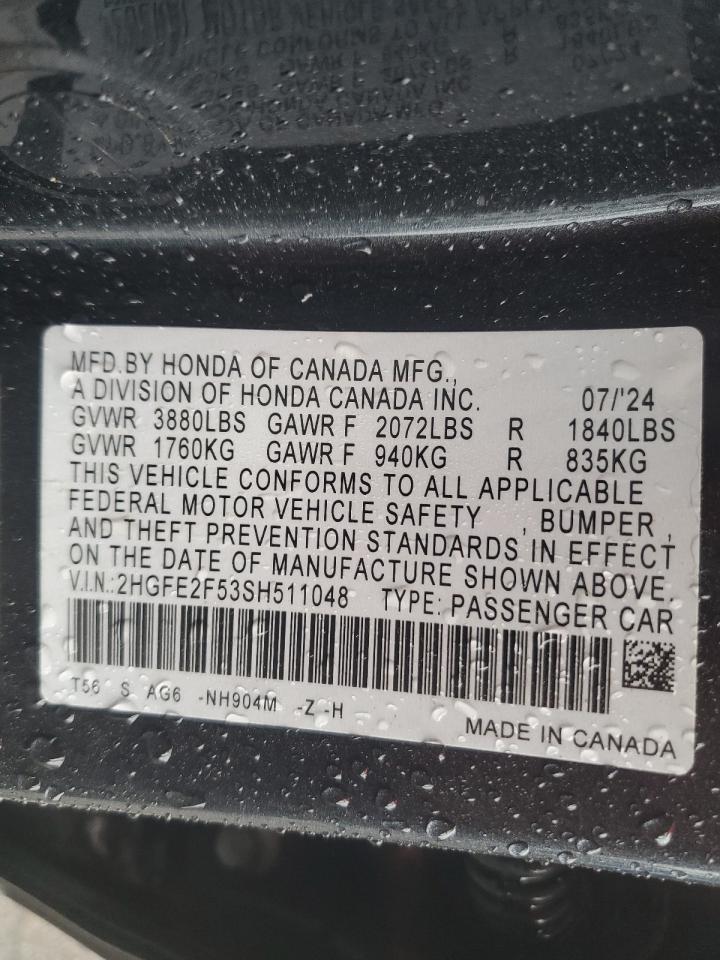 MFD.BY HONDA OF CANADA MFG.,
A DIVISION OF HONDA CANADA INC. 07/'24
GVWR 3880LBS GAWR F 2072LBS R 1840LBS
GVWR 1760KG GAWR F 940KG R 835KG
THIS VEHICLE CONFORMS TO ALL APPLICABLE
FEDERAL MOTOR VEHICLE SAFETY , BUMPER ,
AND THEFT PREVENTION STANDARDS IN EFFECT
ON THE DATE OF MANUFACTURE SHOWN ABOVE.
V.I.N.:2HGFE2F53SH511048 TYPE: PASSENGER CAR
T56 S AG6 -NH904M -Z -H
MADE IN CANADA